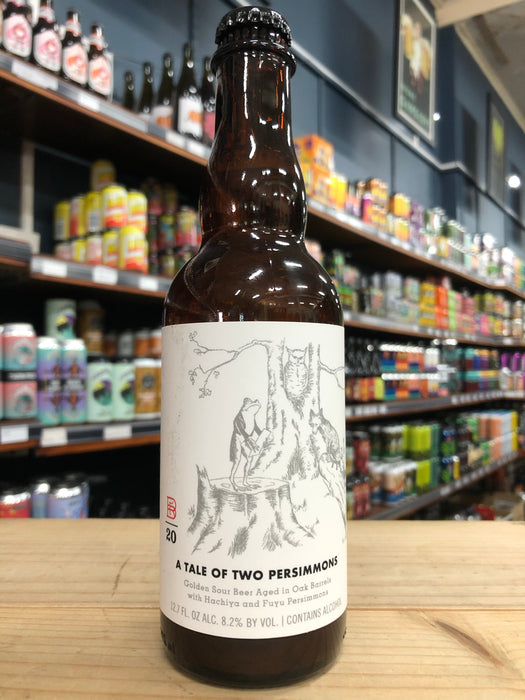 20
A TALE OF TWO PERSIMMONS
Golden Sour Beer Aged in Oak Barrels
with Hachiya and Fuyu Persimmons
12.7 FL. OZ ALC. 8.2% BY VOL. | CONTAINS ALCOHOL